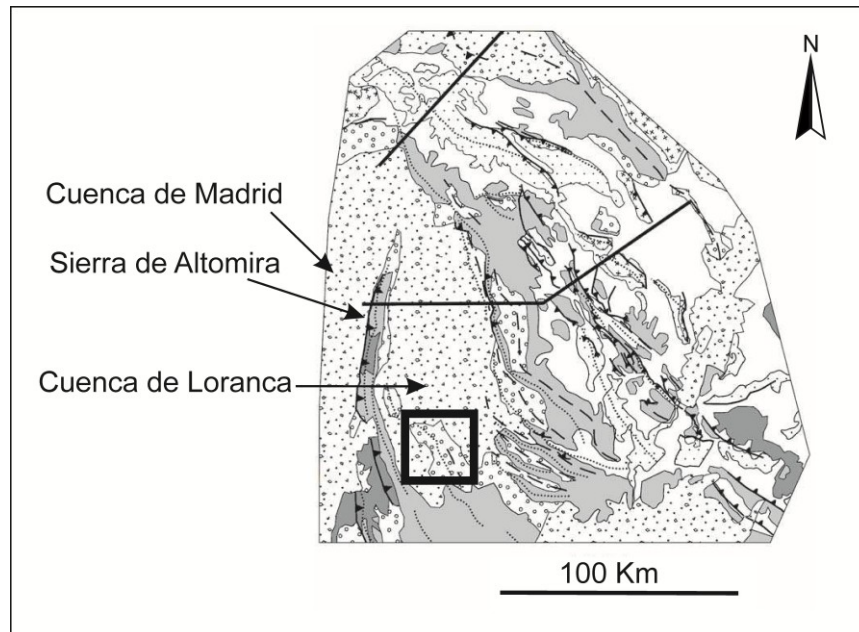 N
Cuenca de Madrid
Sierra de Altomira
Cuenca de Loranca
100 Km